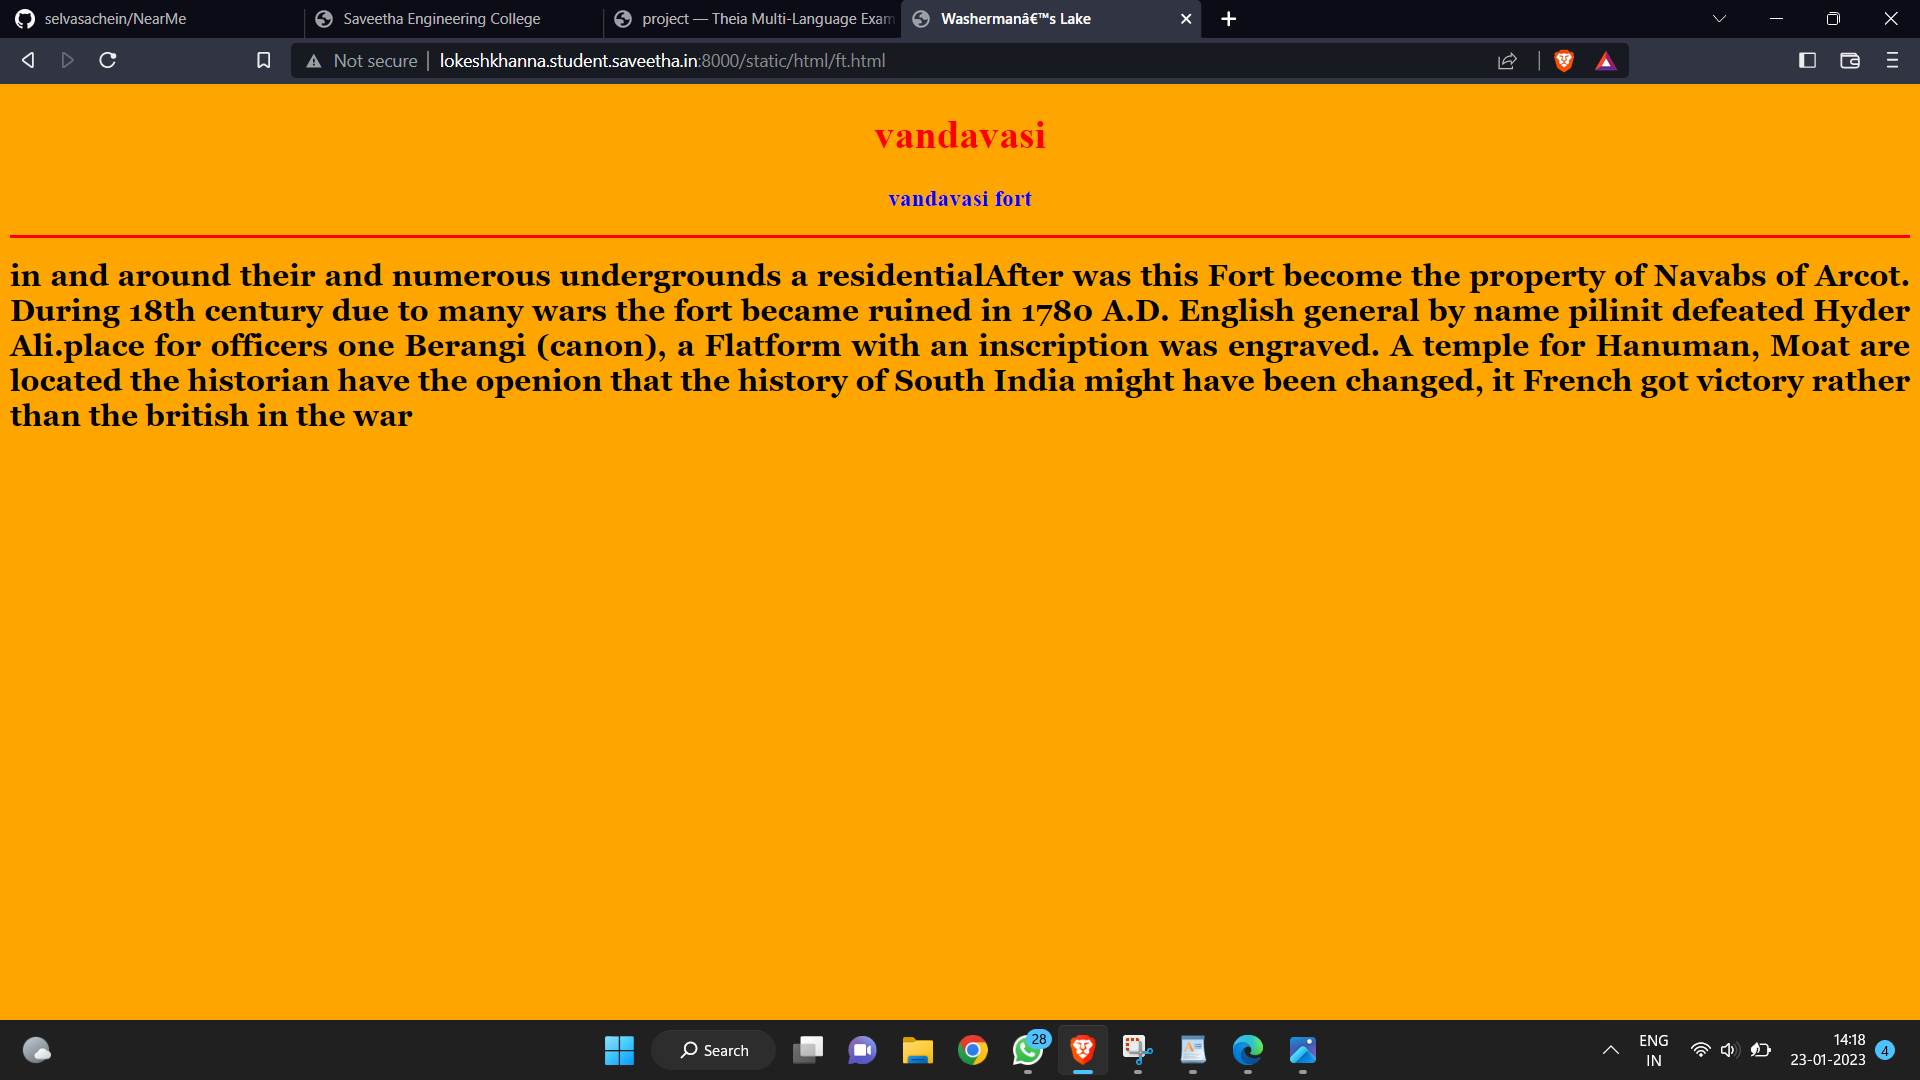 selvasachein/NearMe
Saveetha Engineering College
project — Theia Multi-Language Exam
Washermanâ€™s Lake
Not secure
lokeshkhanna.student.saveetha.in:8000/static/html/ft.html
vandavasi
vandavasi fort
in and around their and numerous undergrounds a residentialAfter was this Fort become the property of Navabs of Arcot.
During 18th century due to many wars the fort became ruined in 1780 A.D. English general by name pilinit defeated Hyder
Ali.place for officers one Berangi (canon), a Flatform with an inscription was engraved. A temple for Hanuman, Moat are
located the historian have the openion that the history of South India might have been changed, it French got victory rather
than the british in the war
Search
28
ENG
IN
14:18
23-01-2023
4